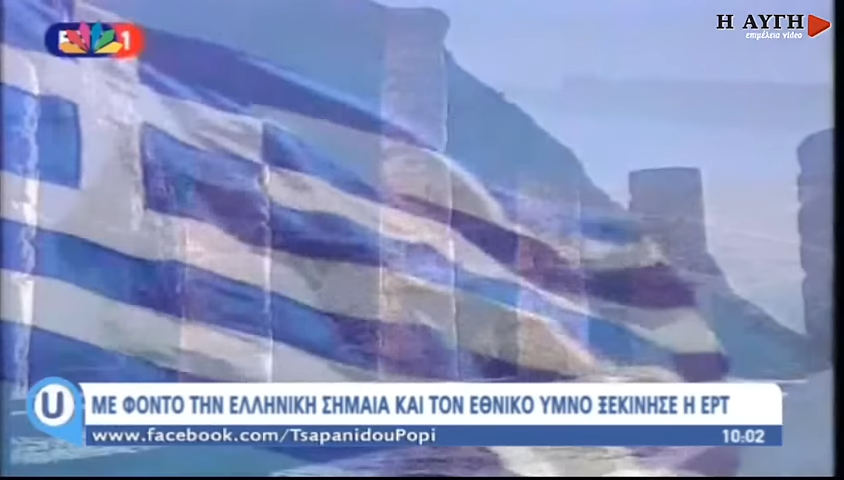 Η ΑΥΓΗ
επιμέλεια video
1
U
ΜΕ ΦΟΝΤΟ ΤΗΝ ΕΛΛΗΝΙΚΗ ΣΗΜΑΙΑ ΚΑΙ ΤΟΝ ΕΘΝΙΚΟ ΥΜΝΟ ΞΕΚΙΝΗΣΕ Η ΕΡΤ
www.facebook.com/TsapanidouPopi
10:02